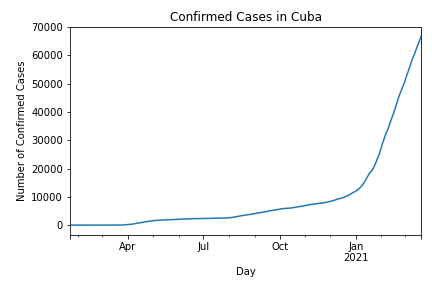 Confirmed Cases in Cuba
70000
60000
50000
40000
30000
20000
10000
0
Number of Confirmed Cases
Apr Jul Oct Jan
2021
Day